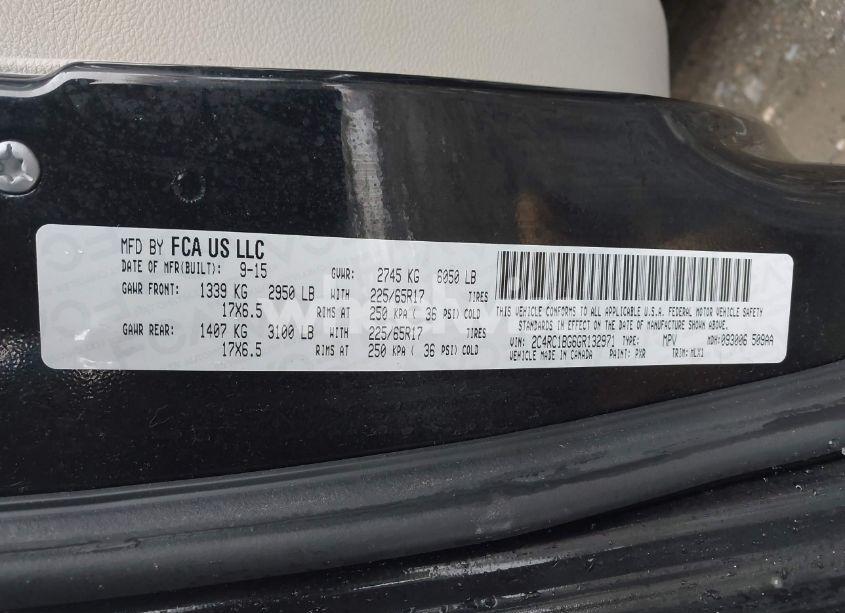 MFD BY FCA US LLC
DATE OF MFR(BUILT): 9-15 GVWR: 2745 KG 6050 LB
GAWR FRONT: 1339 KG 2950 LB WITH 225/65R17 TIRES
17X6.5 RIMS AT 250 KPA ( 36 PSI) COLD
GAWR REAR: 1407 KG 3100 LB WITH 225/65R17 TIRES
17X6.5 RIMS AT 250 KPA ( 36 PSI) COLD
THIS VEHICLE CONFORMS TO ALL APPLICABLE U.S.A. FEDERAL MOTOR VEHICLE SAFETY
STANDARDS IN EFFECT ON THE DATE OF MANUFACTURE SHOWN ABOVE.
VIN: 2C4RC1BG6GR132971 TYPE: MPV MDH: 093006 509AA
VEHICLE MADE IN CANADA PAINT: PXR TRIM: MLX1